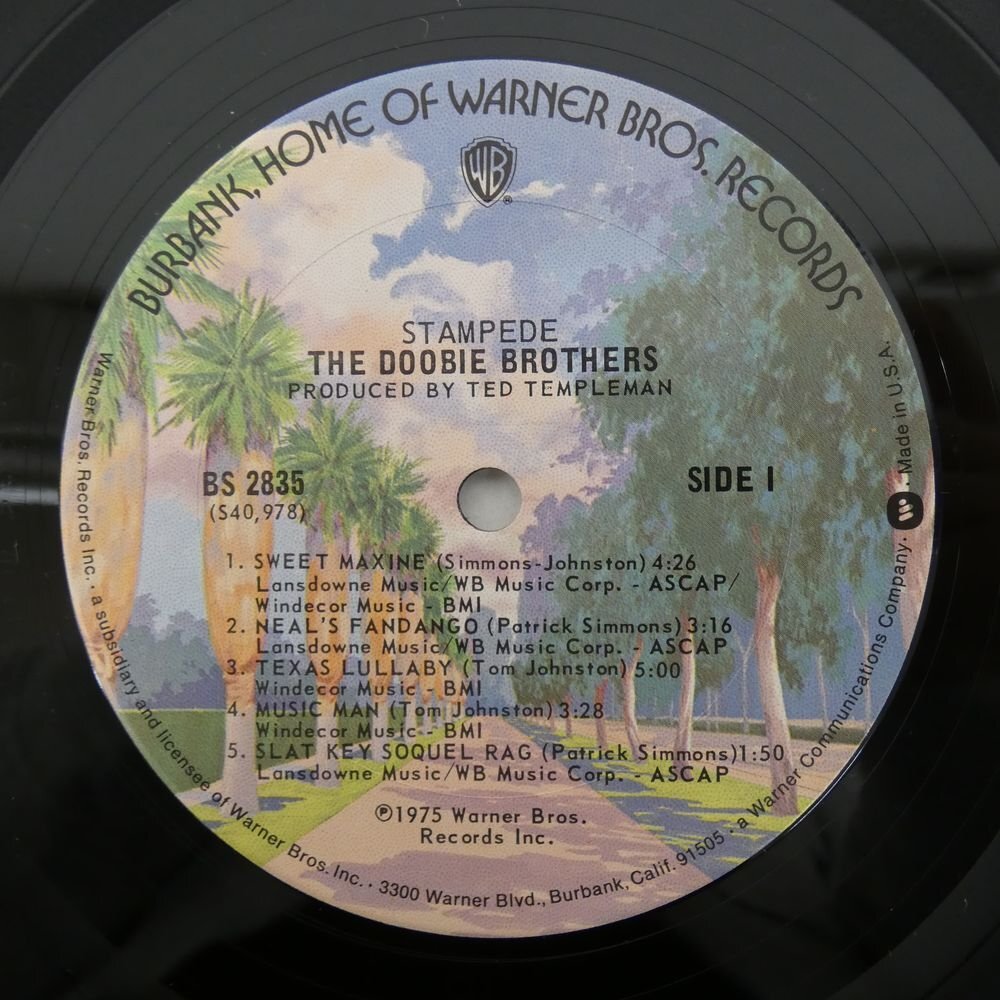 BURBANK, HOME OF WARNER BROS. RECORDS
WB
®
STAMPEDE
THE DOOBIE BROTHERS
PRODUCED BY TED TEMPLEMAN
BS 2835
(S40,978)
SIDE 1
1. SWEET MAXINE (Simmons-Johnston) 4:26
Lansdowne Music/WB Music Corp. - ASCAP/
Windecor Music - BMI
2. NEAL'S FANDANGO (Patrick Simmons) 3:16
Lansdowne Music/WB Music Corp. - ASCAP
3. TEXAS LULLABY (Tom Johnston) 5:00
Windecor Music - BMI
4. MUSIC MAN (Tom Johnston) 3:28
Windecor Music - BMI
5. SLAT KEY SOQUEL RAG (Patrick Simmons) 1:50
Lansdowne Music/WB Music Corp. - ASCAP
℗1975 Warner Bros.
Records Inc.
Warner Bros. Records Inc. · a subsidiary and licensee of Warner Bros. Inc. · 3300 Warner Blvd., Burbank, Calif. 91505 · a Warner Communications Company. · Made in U.S.A.